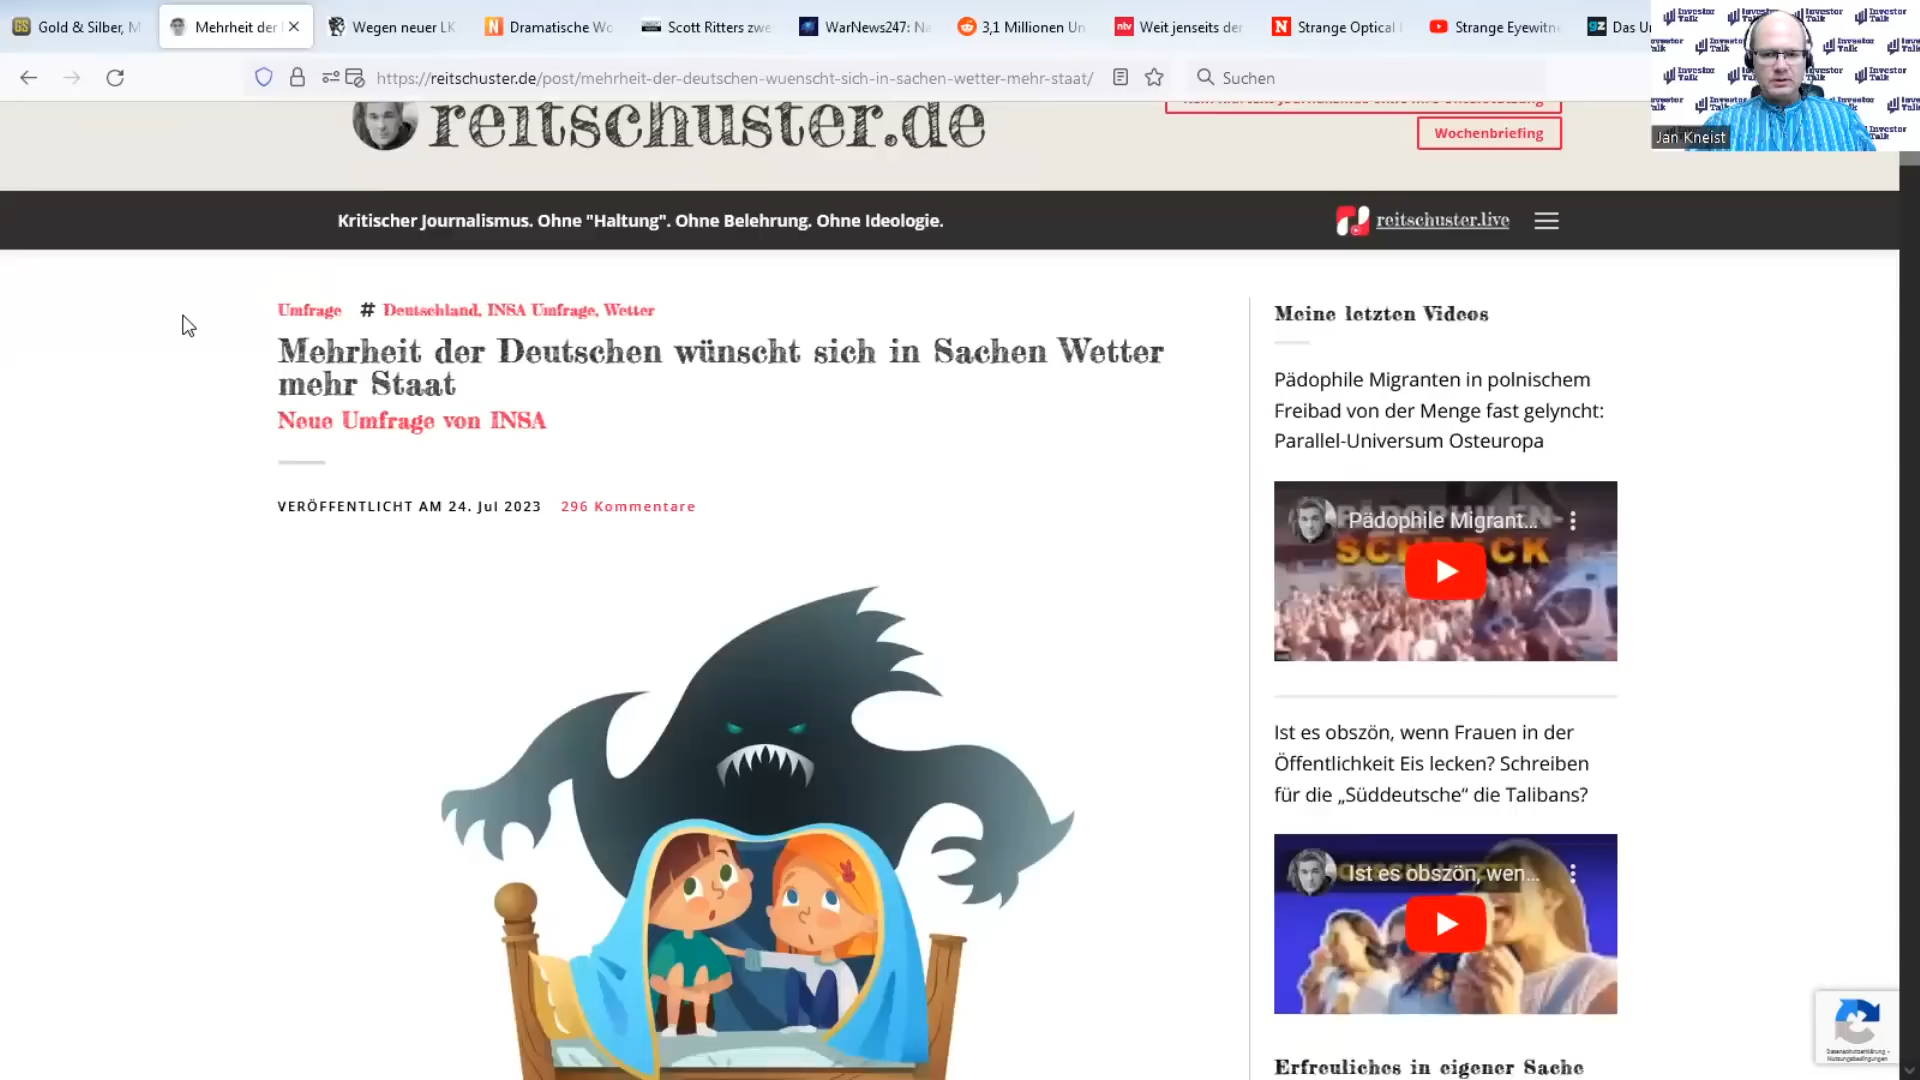 Gold & Silber, M
Mehrheit der
Wegen neuer LK
Dramatische Wo
Scott Ritters zwe
WarNews247: Na
3,1 Millionen Un
Weit jenseits der
Strange Optical
Strange Eyewitne
Das U
https://reitschuster.de/post/mehrheit-der-deutschen-wuenscht-sich-in-sachen-wetter-mehr-staat/
Suchen
Jan Kneist
reitschuster.de
Wochenbriefing
Kritischer Journalismus. Ohne "Haltung". Ohne Belehrung. Ohne Ideologie.
reitschuster.live
Umfrage # Deutschland, INSA Umfrage, Wetter
Mehrheit der Deutschen wünscht sich in Sachen Wetter
mehr Staat
Neue Umfrage von INSA
VERÖFFENTLICHT AM 24. Jul 2023 296 Kommentare
Meine letzten Videos
Pädophile Migranten in polnischem
Freibad von der Menge fast gelyncht:
Parallel-Universum Osteuropa
Pädophile Migrant...
PÄDOPHILEN-
SCHRECK
Ist es obszön, wenn Frauen in der
Öffentlichkeit Eis lecken? Schreiben
für die „Süddeutsche“ die Talibans?
Ist es obszön, wen...
Erfreuliches in eigener Sache
Datenschutzerklärung -
Nutzungsbedingungen